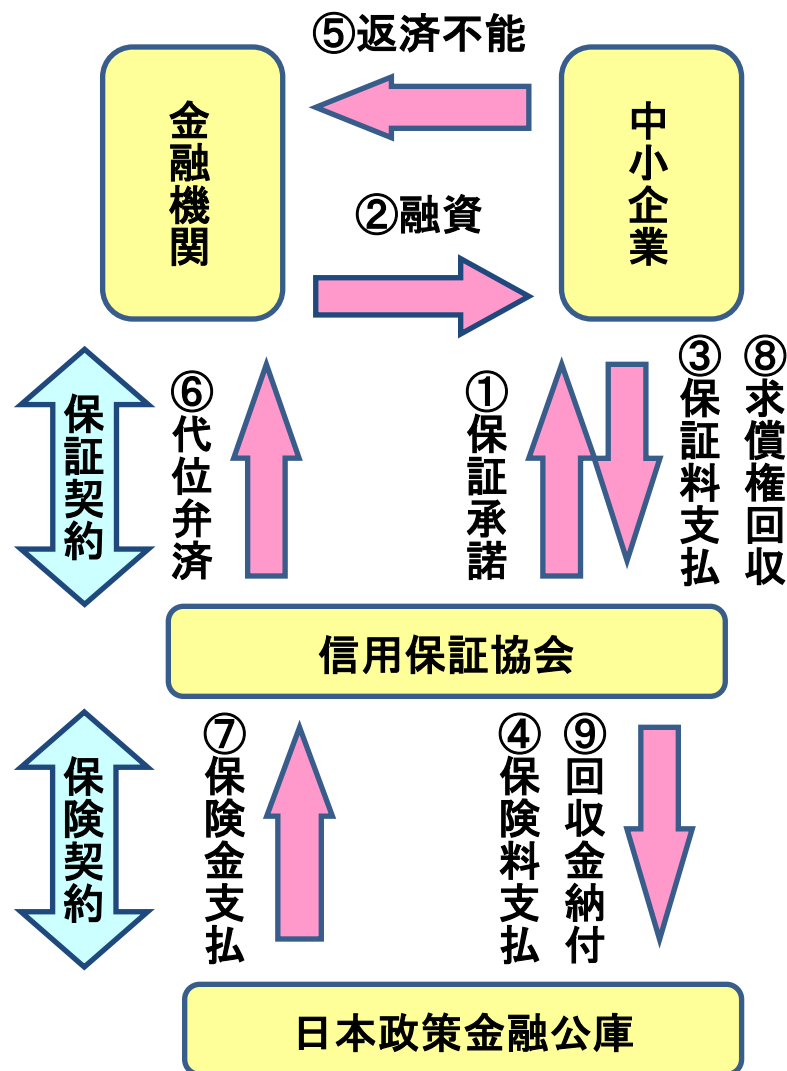 ⑤返済不能
金融機関
中小企業
②融資
保証契約
⑥代位弁済
①保証承諾
③保証料支払
⑧求償権回収
信用保証協会
保険契約
⑦保険金支払
④保険料支払
⑨回収金納付
日本政策金融公庫